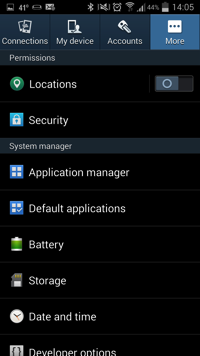 41° 44% 14:05
Connections My device Accounts More
Permissions
Locations
Security
System manager
Application manager
Default applications
Battery
Storage
Date and time
Developer options